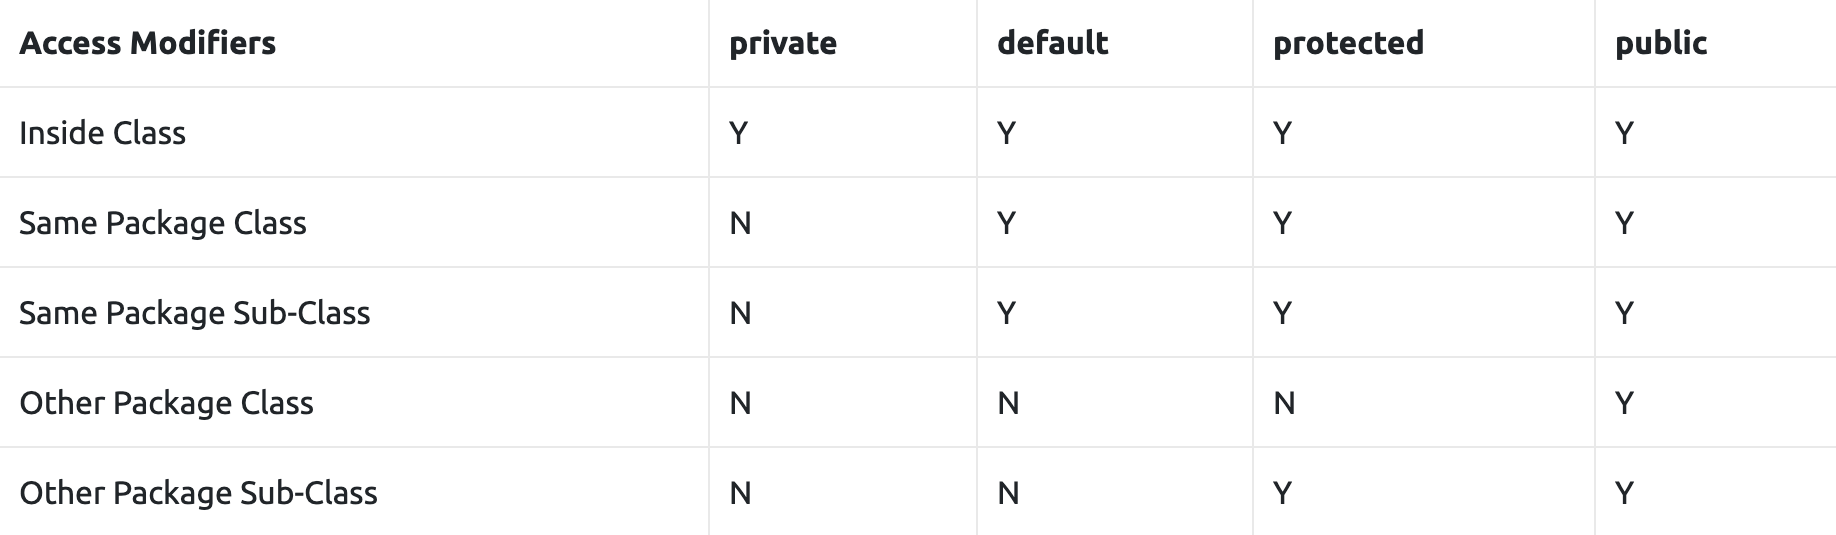 Access Modifiers private default protected public
Inside Class Y Y Y Y
Same Package Class N Y Y Y
Same Package Sub-Class N Y Y Y
Other Package Class N N N Y
Other Package Sub-Class N N Y Y